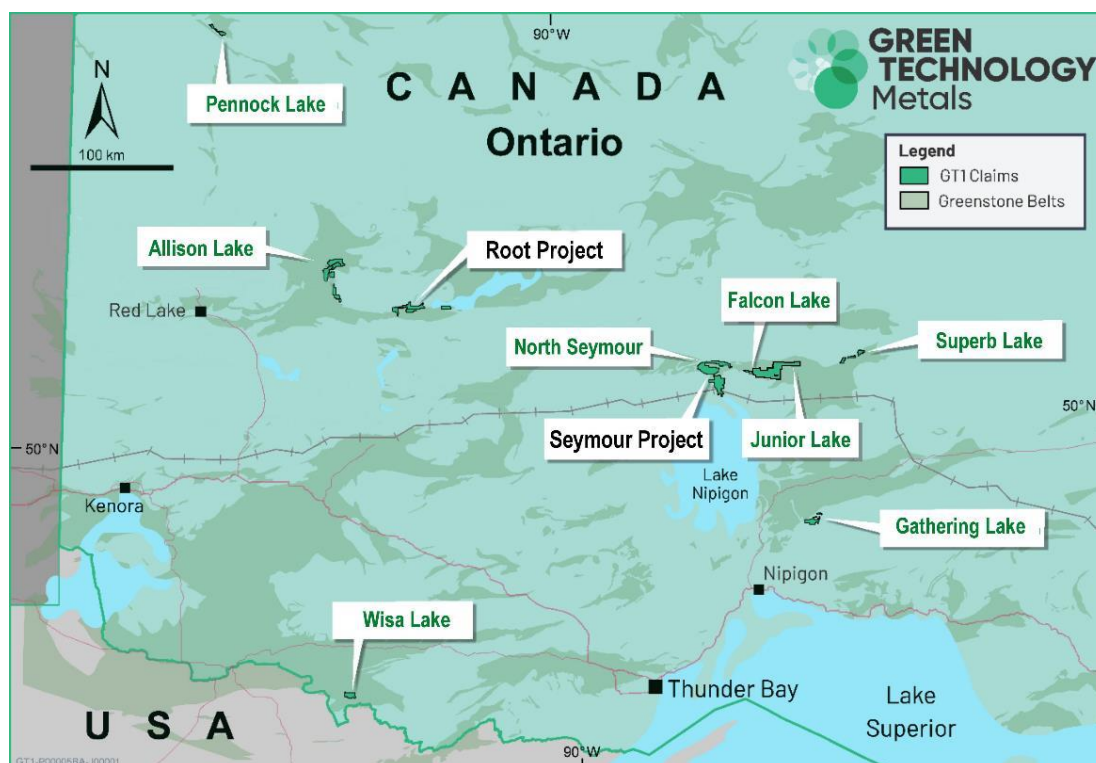 90°W
GREEN
TECHNOLOGY
Metals
N
Pennock Lake
CANADA
Ontario
100 km
Legend
GT1 Claims
Greenstone Belts
Allison Lake
Root Project
Red Lake
Falcon Lake
North Seymour
Superb Lake
50°N
Seymour Project
Junior Lake
50°N
Lake
Nipigon
Kenora
Gathering Lake
Nipigon
Wisa Lake
Thunder Bay
Lake
Superior
USA
90°W